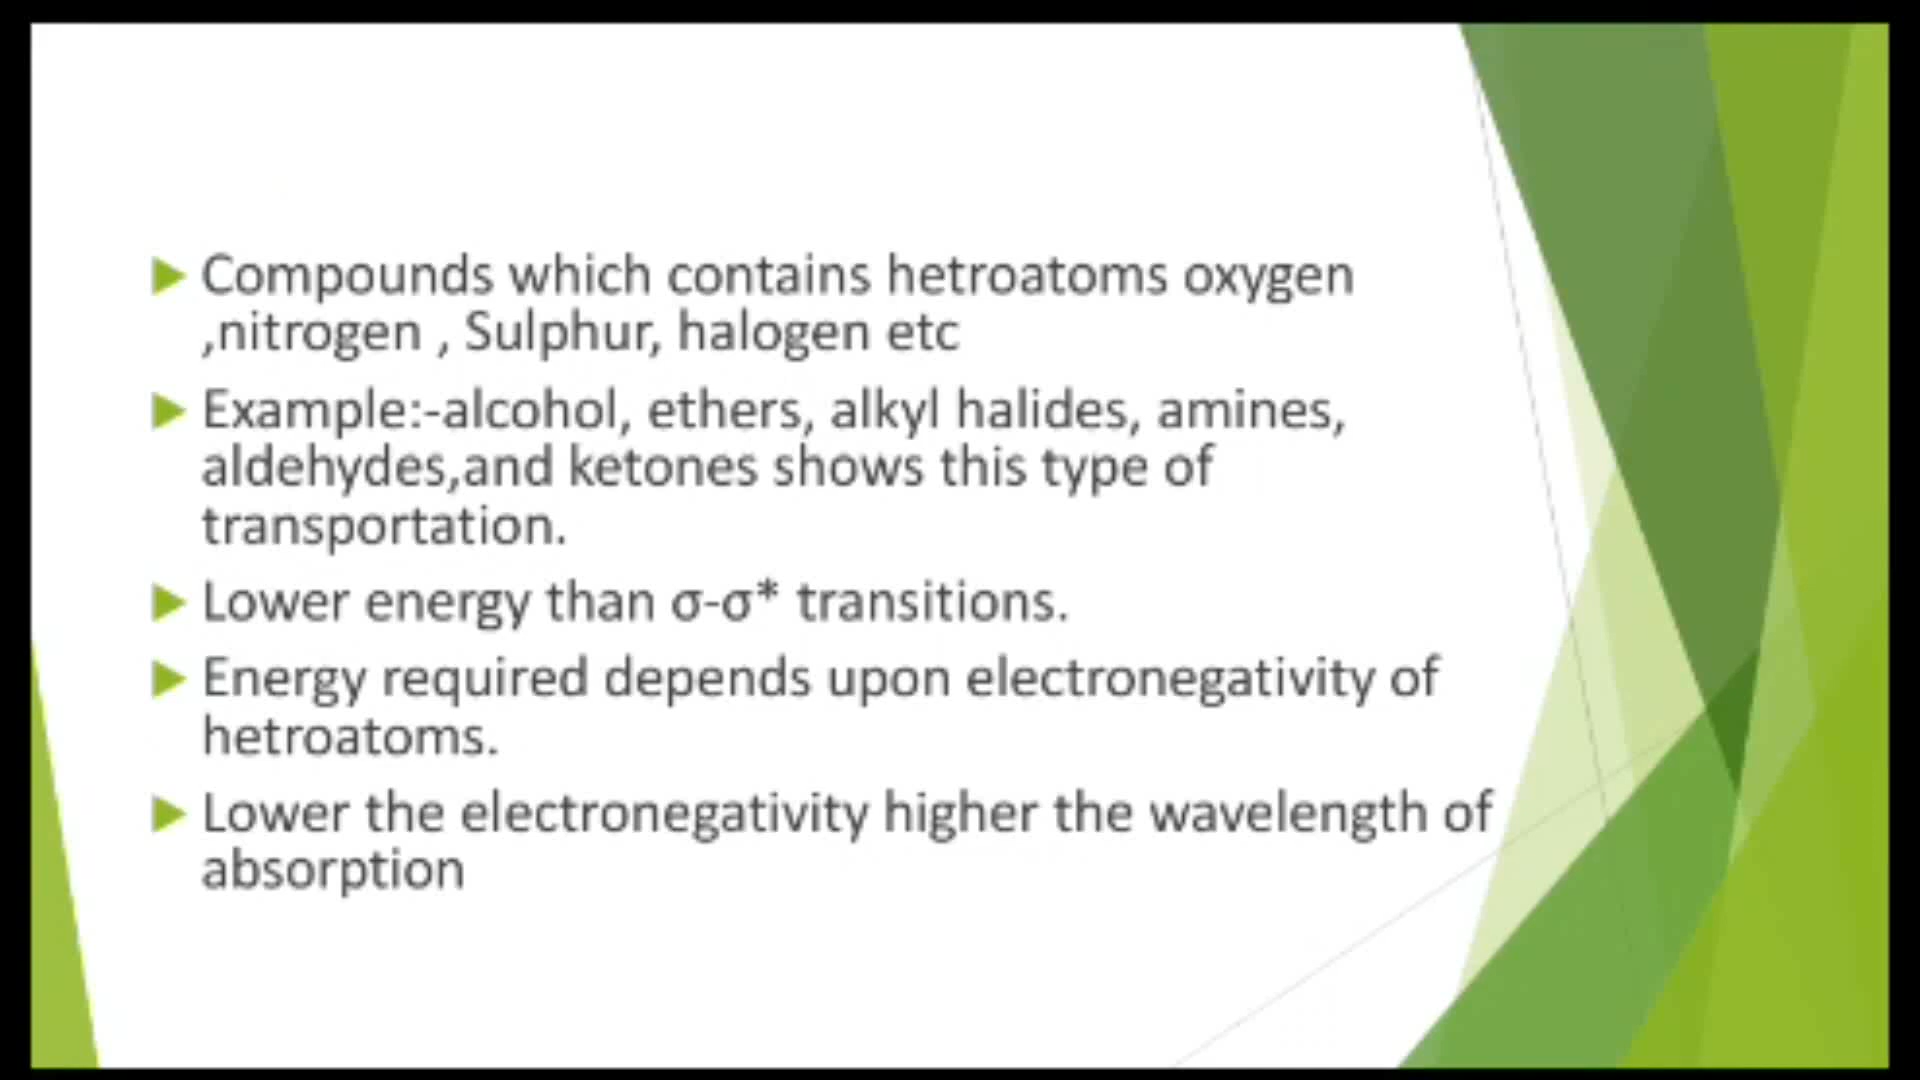 Compounds which contains hetroatoms oxygen
,nitrogen , Sulphur, halogen etc
Example:-alcohol, ethers, alkyl halides, amines,
aldehydes,and ketones shows this type of
transportation.
Lower energy than σ-σ* transitions.
Energy required depends upon electronegativity of
hetroatoms.
Lower the electronegativity higher the wavelength of
absorption